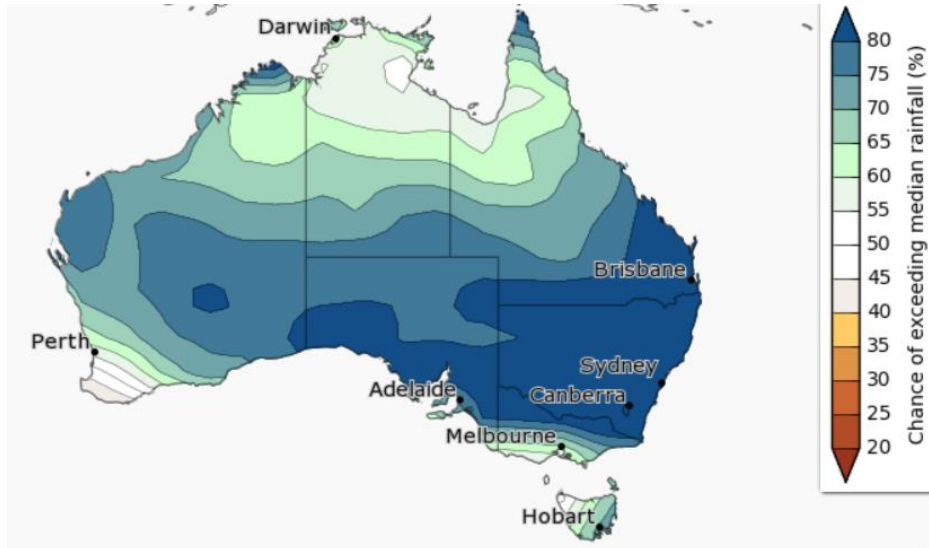 Darwin
Brisbane
Perth
Sydney
Adelaide
Canberra
Melbourne
Hobart
80
75
70
65
60
55
50
45
40
35
30
25
20
Chance of exceeding median rainfall (%)